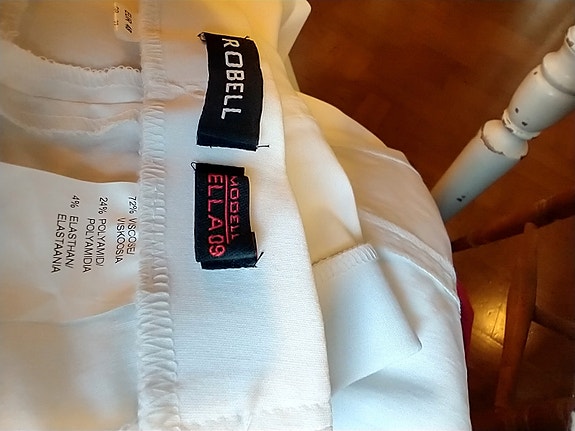 ROBELL
MODELL
ELLA 09
72% VISCOSE/
VISKOOSIA
24% POLYAMID/
POLYAMIDIA
4% ELASTHAN/
ELASTAANIA